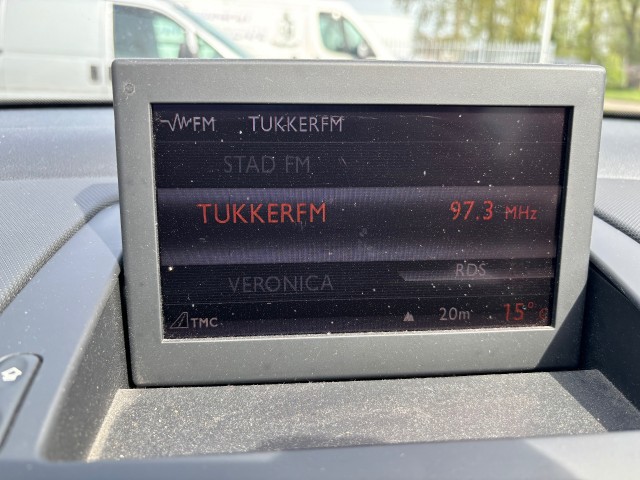 FM TUKKERFM
STAD FM
TUKKERFM 97.3 MHz
RDS
VERONICA
TMC 20m 15°